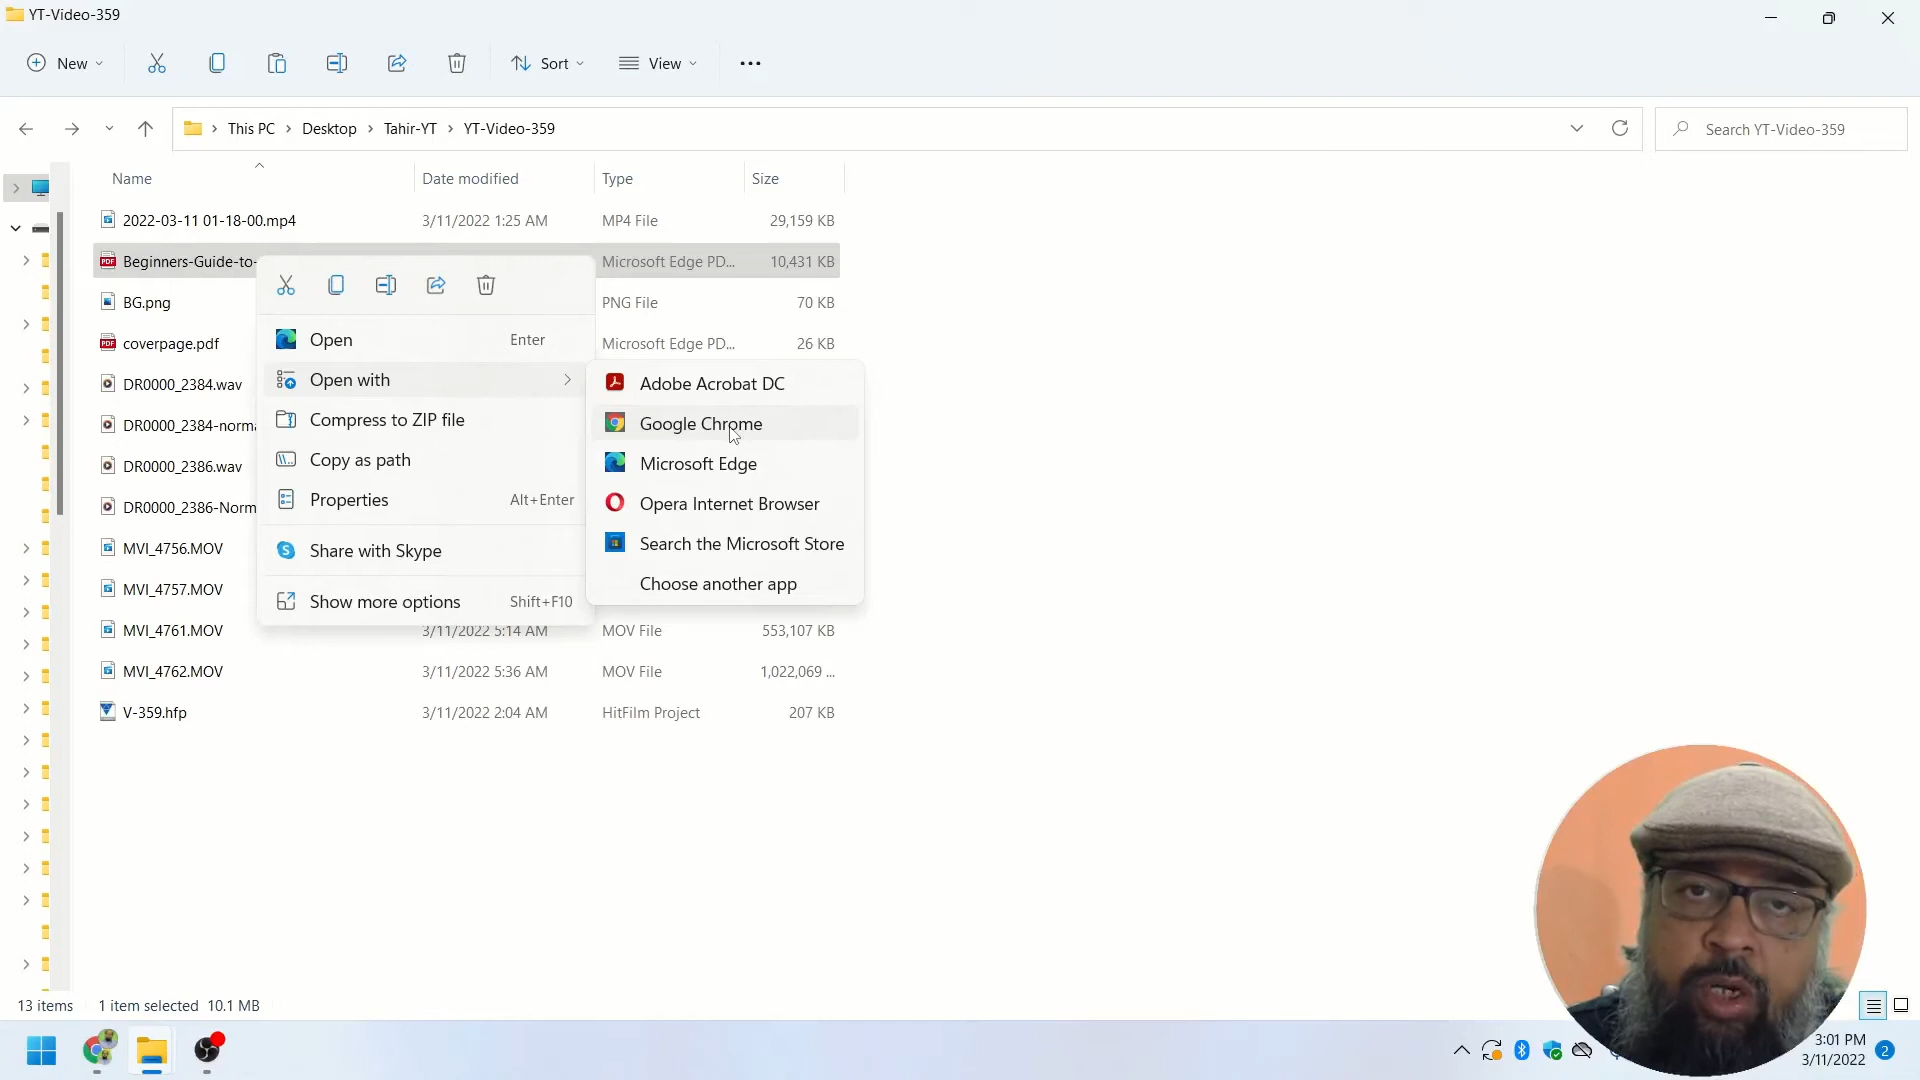 YT-Video-359
New
Sort
View
This PC
Desktop
Tahir-YT
YT-Video-359
Search YT-Video-359
Name
Date modified
Type
Size
2022-03-11 01-18-00.mp4
3/11/2022 1:25 AM
MP4 File
29,159 KB
Beginners-Guide-to-
Microsoft Edge PD...
10,431 KB
BG.png
PNG File
70 KB
coverpage.pdf
Microsoft Edge PD...
26 KB
DR0000_2384.wav
DR0000_2384-norma
DR0000_2386.wav
DR0000_2386-Norm
MVI_4756.MOV
MVI_4757.MOV
MVI_4761.MOV
3/11/2022 5:14 AM
MOV File
553,107 KB
MVI_4762.MOV
3/11/2022 5:36 AM
MOV File
1,022,069 ...
V-359.hfp
3/11/2022 2:04 AM
HitFilm Project
207 KB
Open
Enter
Open with
Compress to ZIP file
Copy as path
Properties
Alt+Enter
Share with Skype
Show more options
Shift+F10
Adobe Acrobat DC
Google Chrome
Microsoft Edge
Opera Internet Browser
Search the Microsoft Store
Choose another app
13 items
1 item selected 10.1 MB
3:01 PM
3/11/2022
2